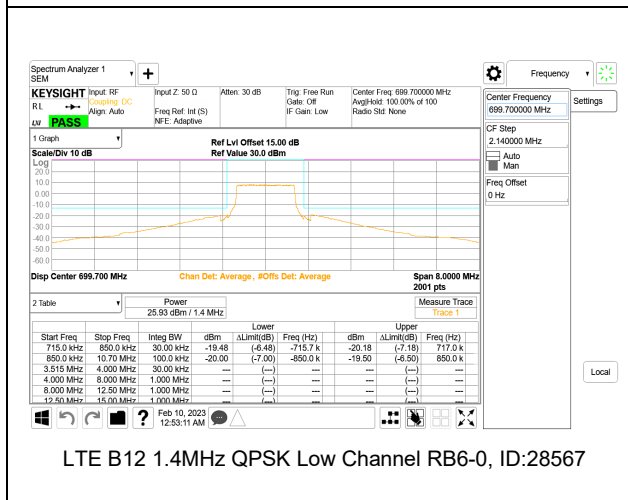 Spectrum Analyzer 1
SEM
+
Frequency
KEYSIGHT Input: RF Input Z: 50 Ω Atten: 30 dB Trig: Free Run Center Freq: 699.700000 MHz
RL Coupling: DC Gate: Off Avg|Hold: 100.00% of 100
Align: Auto Freq Ref: Int (S) IF Gain: Low Radio Std: None
LXI PASS NFE: Adaptive
Center Frequency
699.700000 MHz
Settings
CF Step
2.140000 MHz
Auto
Man
Freq Offset
0 Hz
Local
1 Graph
Ref Lvl Offset 15.00 dB
Scale/Div 10 dB Ref Value 30.0 dBm
Log
20.0
10.0
0.00
-10.0
-20.0
-30.0
-40.0
-50.0
-60.0
Disp Center 699.700 MHz Chan Det: Average, #Offs Det: Average Span 8.0000 MHz
2001 pts
2 Table Power Measure Trace
25.93 dBm / 1.4 MHz Trace 1
Lower Upper
Start Freq Stop Freq Integ BW dBm ΔLimit(dB) Freq (Hz) dBm ΔLimit(dB) Freq (Hz)
715.0 kHz 850.0 kHz 30.00 kHz -19.48 (-6.48) -715.7 k -20.18 (-7.18) 717.0 k
850.0 kHz 10.70 MHz 100.0 kHz -20.00 (-7.00) -850.0 k -19.50 (-6.50) 850.0 k
3.515 MHz 4.000 MHz 30.00 kHz --- (---) --- (---) ---
4.000 MHz 8.000 MHz 1.000 MHz --- (---) --- (---) ---
8.000 MHz 12.50 MHz 1.000 MHz --- (---) --- (---) ---
12.50 MHz 15.00 MHz 1.000 MHz --- (---) --- (---) ---
? Feb 10, 2023
12:53:11 AM
LTE B12 1.4MHz QPSK Low Channel RB6-0, ID:28567